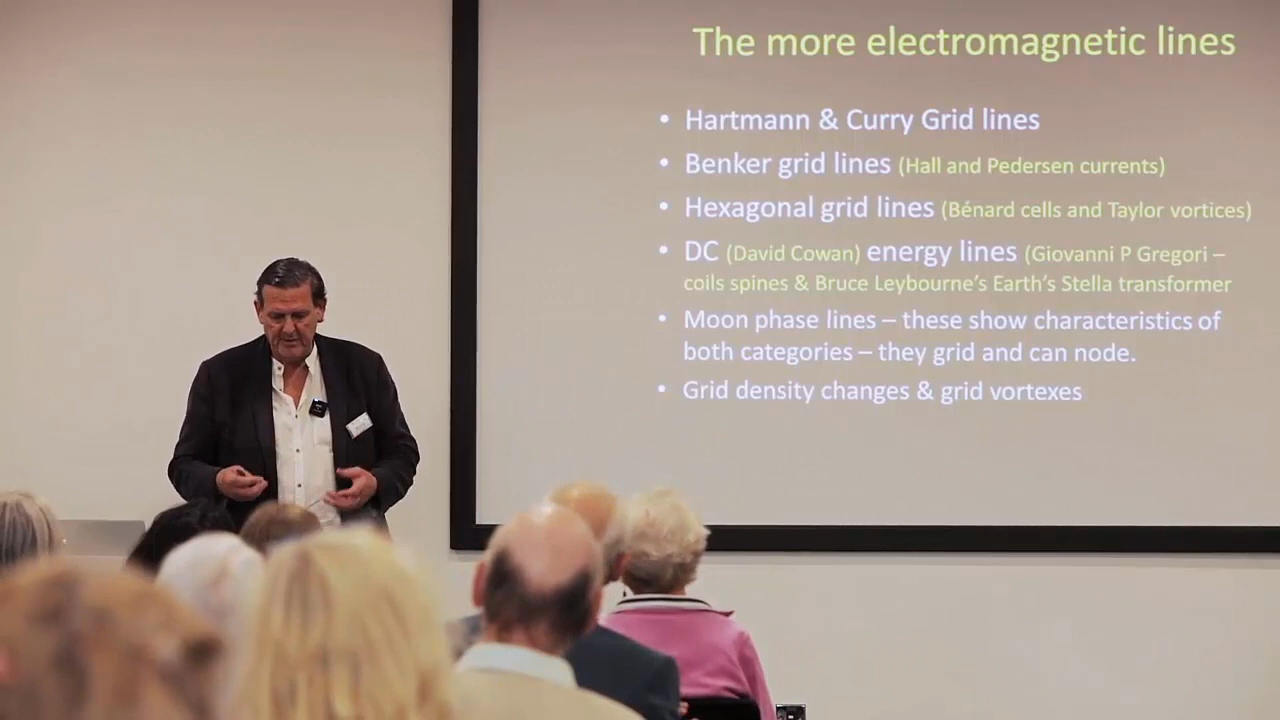 The more electromagnetic lines
• Hartmann & Curry Grid lines
• Benker grid lines (Hall and Pedersen currents)
• Hexagonal grid lines (Bénard cells and Taylor vortices)
• DC (David Cowan) energy lines (Giovanni P Gregori –
coils spines & Bruce Leybourne's Earth's Stella transformer
• Moon phase lines – these show characteristics of
both categories – they grid and can node.
• Grid density changes & grid vortexes